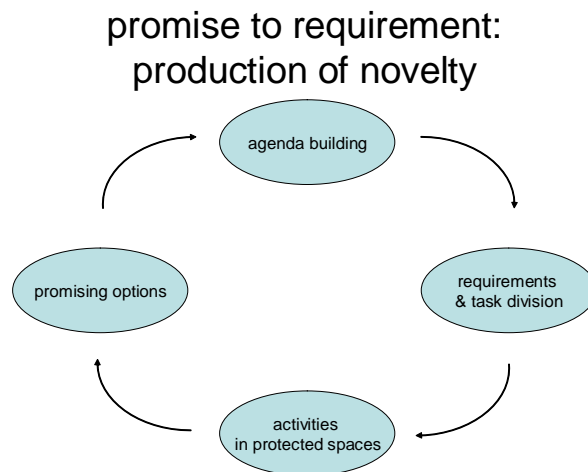 promise to requirement:
production of novelty
agenda building
promising options
requirements
& task division
activities
in protected spaces